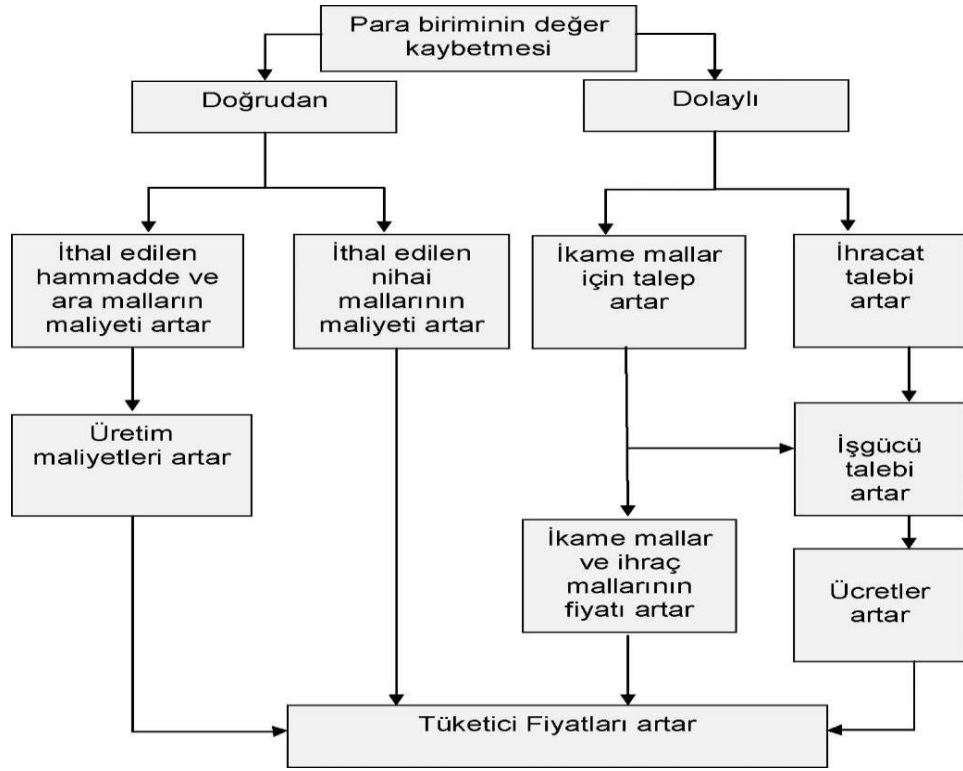 Para biriminin değer
kaybetmesi
Doğrudan
Dolaylı
İthal edilen
hammadde ve
ara malların
maliyeti artar
İthal edilen
nihai
mallarının
maliyeti artar
İkame mallar
için talep
artar
İhracat
talebi
artar
Üretim
maliyetleri artar
İşgücü
talebi
artar
İkame mallar
ve ihraç
mallarının
fiyatı artar
Ücretler
artar
Tüketici Fiyatları artar